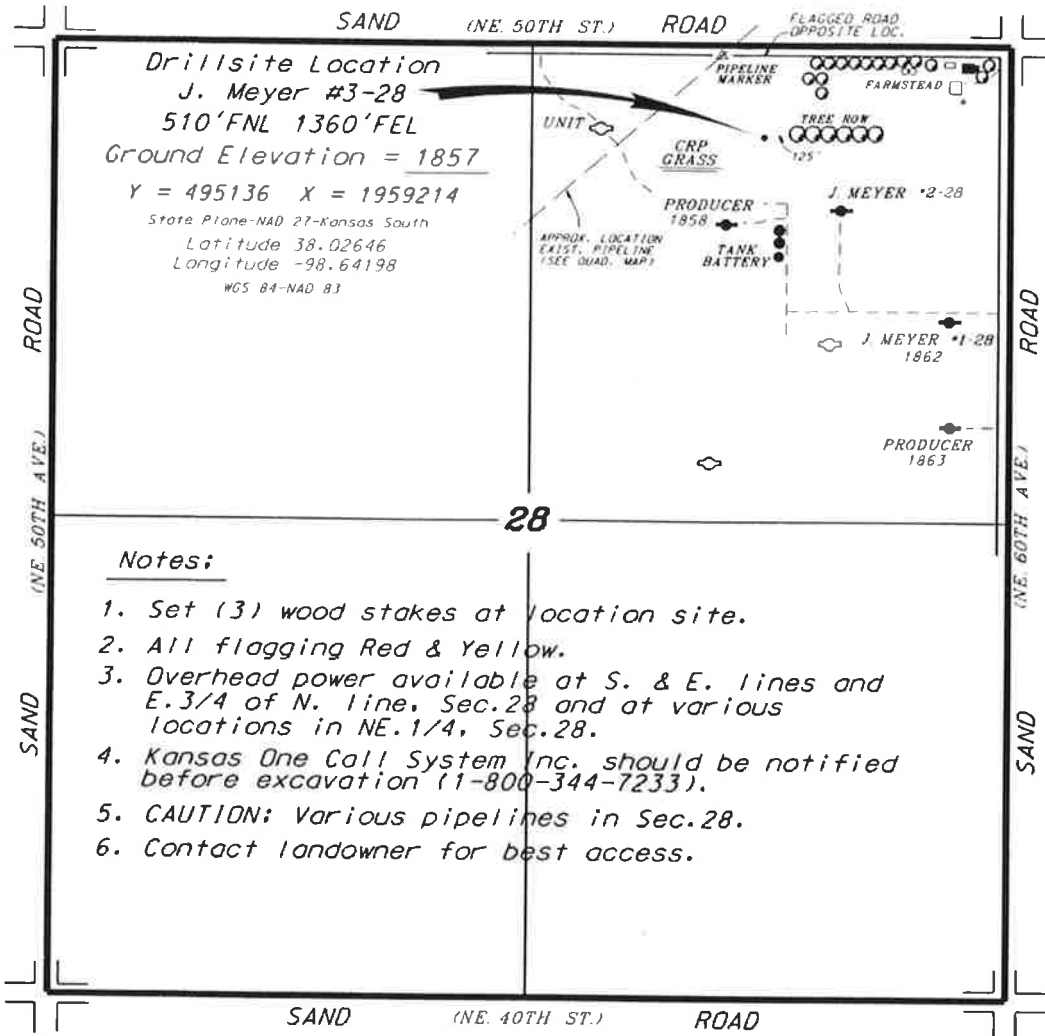 SAND (NE. 50TH ST.) ROAD
FLAGGED ROAD
OPPOSITE LOC.
Drillsite Location
J. Meyer #3-28
510'FNL 1360'FEL
Ground Elevation = 1857
Y = 495136 X = 1959214
State Plane-NAD 27-Kansas South
Latitude 38.02646
Longitude -98.64198
WGS 84-NAD 83
PIPELINE
MARKER
FARMSTEAD
UNIT
TREE ROW
CRP
GRASS
125'
PRODUCER
1858
J. MEYER #2-28
APPROX. LOCATION
EXIST. PIPELINE
(SEE QUAD. MAP)
TANK
BATTERY
J. MEYER #1-28
1862
PRODUCER
1863
ROAD
(NE. 50TH AVE.)
SAND
ROAD
(NE. 60TH AVE.)
SAND
28
Notes:
1. Set (3) wood stakes at location site.
2. All flagging Red & Yellow.
3. Overhead power available at S. & E. lines and
E.3/4 of N. line, Sec.28 and at various
locations in NE.1/4, Sec.28.
4. Kansas One Call System Inc. should be notified
before excavation (1-800-344-7233).
5. CAUTION: Various pipelines in Sec.28.
6. Contact landowner for best access.
SAND (NE. 40TH ST.) ROAD